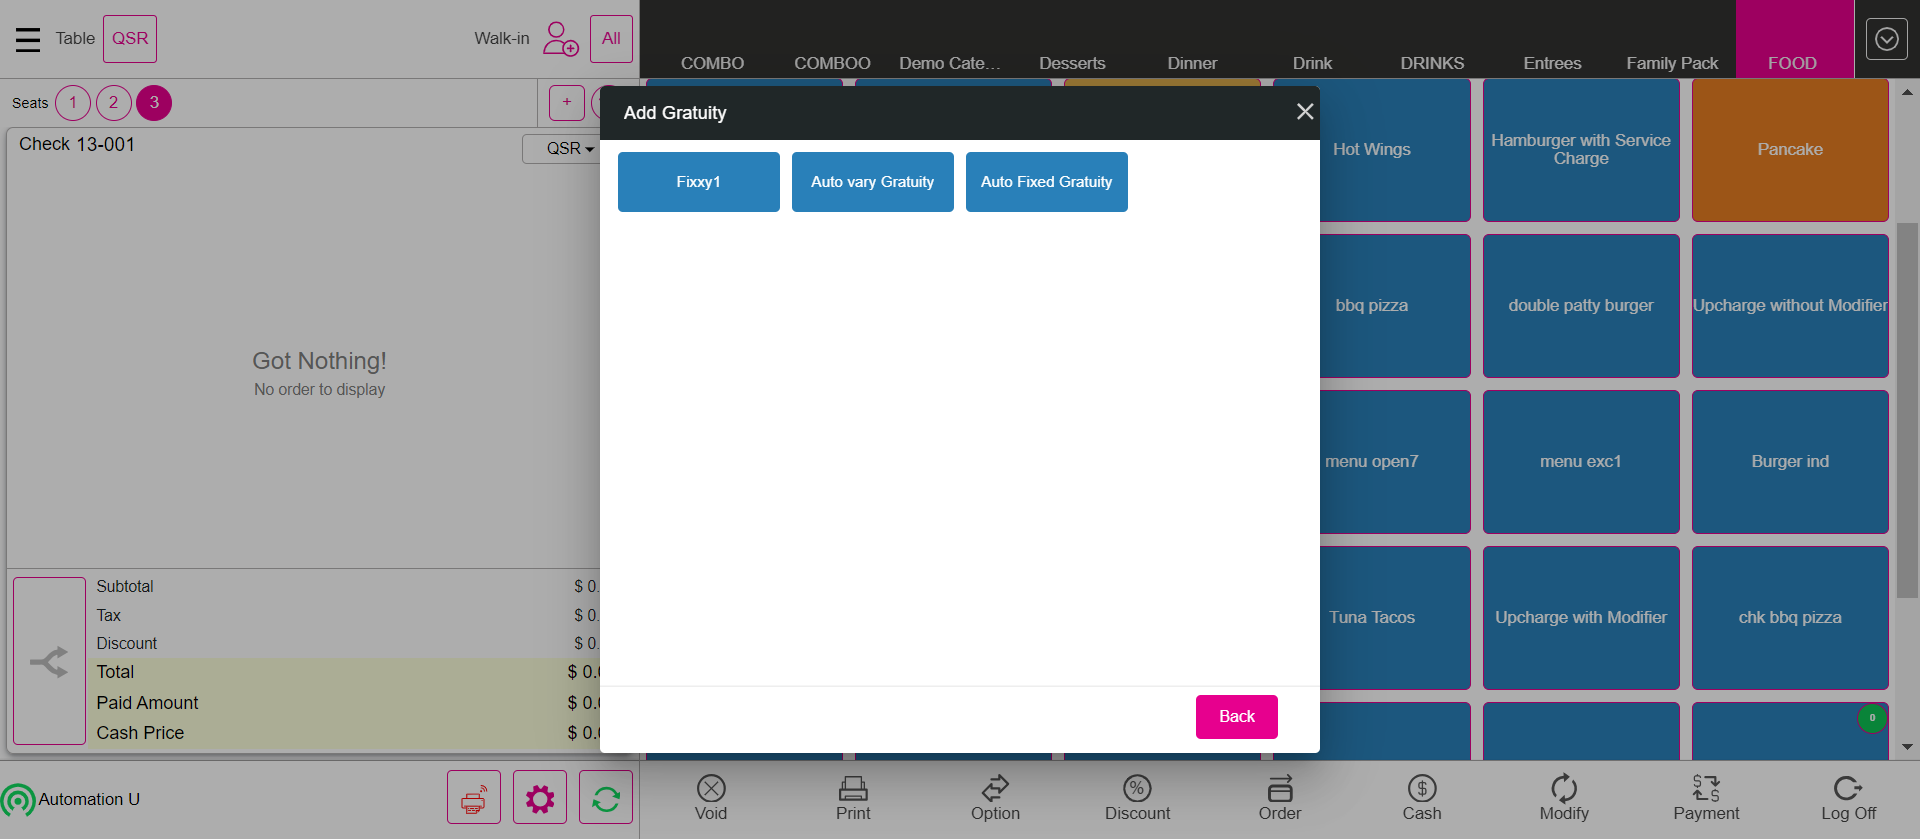 Table
QSR
Walk-in
All
COMBO
COMBOO
Demo Cate...
Desserts
Dinner
Drink
DRINKS
Entrees
Family Pack
FOOD
Seats
1
2
3
+
Check 13-001
QSR
Got Nothing!
No order to display
Subtotal
$ 0.
Tax
$ 0.
Discount
$ 0.
Total
$ 0.
Paid Amount
$ 0.
Cash Price
$ 0.
Add Gratuity
Fixxy1
Auto vary Gratuity
Auto Fixed Gratuity
Back
Hot Wings
Hamburger with Service
Charge
Pancake
bbq pizza
double patty burger
Upcharge without Modifier
menu open7
menu exc1
Burger ind
Tuna Tacos
Upcharge with Modifier
chk bbq pizza
0
Automation U
Void
Print
Option
Discount
Order
Cash
Modify
Payment
Log Off